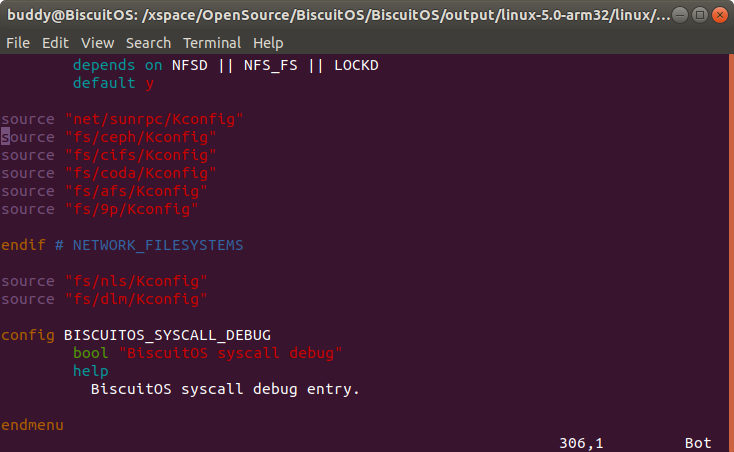 buddy@BiscuitOS: /xspace/OpenSource/BiscuitOS/BiscuitOS/output/linux-5.0-arm32/linux/...
File Edit View Search Terminal Help
depends on NFSD || NFS_FS || LOCKD
default y
source "net/sunrpc/Kconfig"
source "fs/ceph/Kconfig"
source "fs/cifs/Kconfig"
source "fs/coda/Kconfig"
source "fs/afs/Kconfig"
source "fs/9p/Kconfig"
endif # NETWORK_FILESYSTEMS
source "fs/nls/Kconfig"
source "fs/dlm/Kconfig"
config BISCUITOS_SYSCALL_DEBUG
bool "BiscuitOS syscall debug"
help
BiscuitOS syscall debug entry.
endmenu
306,1 Bot